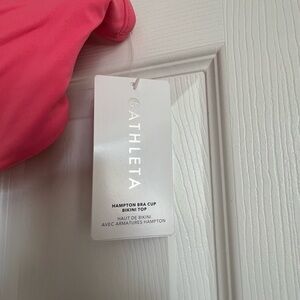 ATHLETA
HAMPTON BRA CUP
BIKINI TOP
HAUT DE BIKINI
AVEC ARMATURES HAMPTON